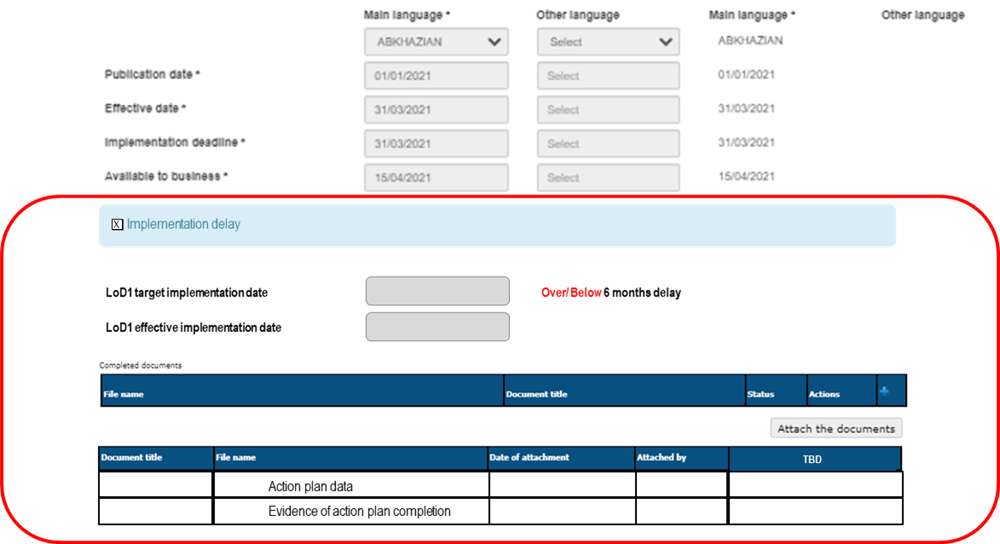 Main language * Other language Main language * Other language
ABKHAZIAN Select ABKHAZIAN
Publication date * 01/01/2021 Select 01/01/2021
Effective date * 31/03/2021 Select 31/03/2021
Implementation deadline * 31/03/2021 Select 31/03/2021
Available to business * 15/04/2021 Select 15/04/2021
X Implementation delay
LoD1 target implementation date Over/ Below 6 months delay
LoD1 effective implementation date
Completed documents
File name Document title Status Actions +
Attach the documents
Document title File name Date of attachment Attached by TBD
Action plan data
Evidence of action plan completion